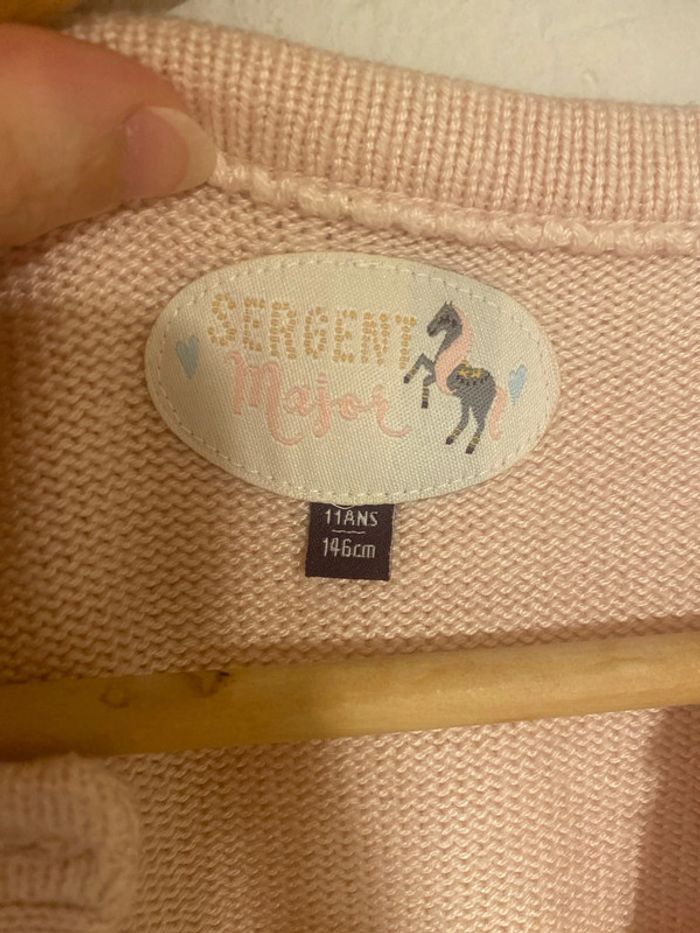 SERGENT
Major
11ANS
146cm